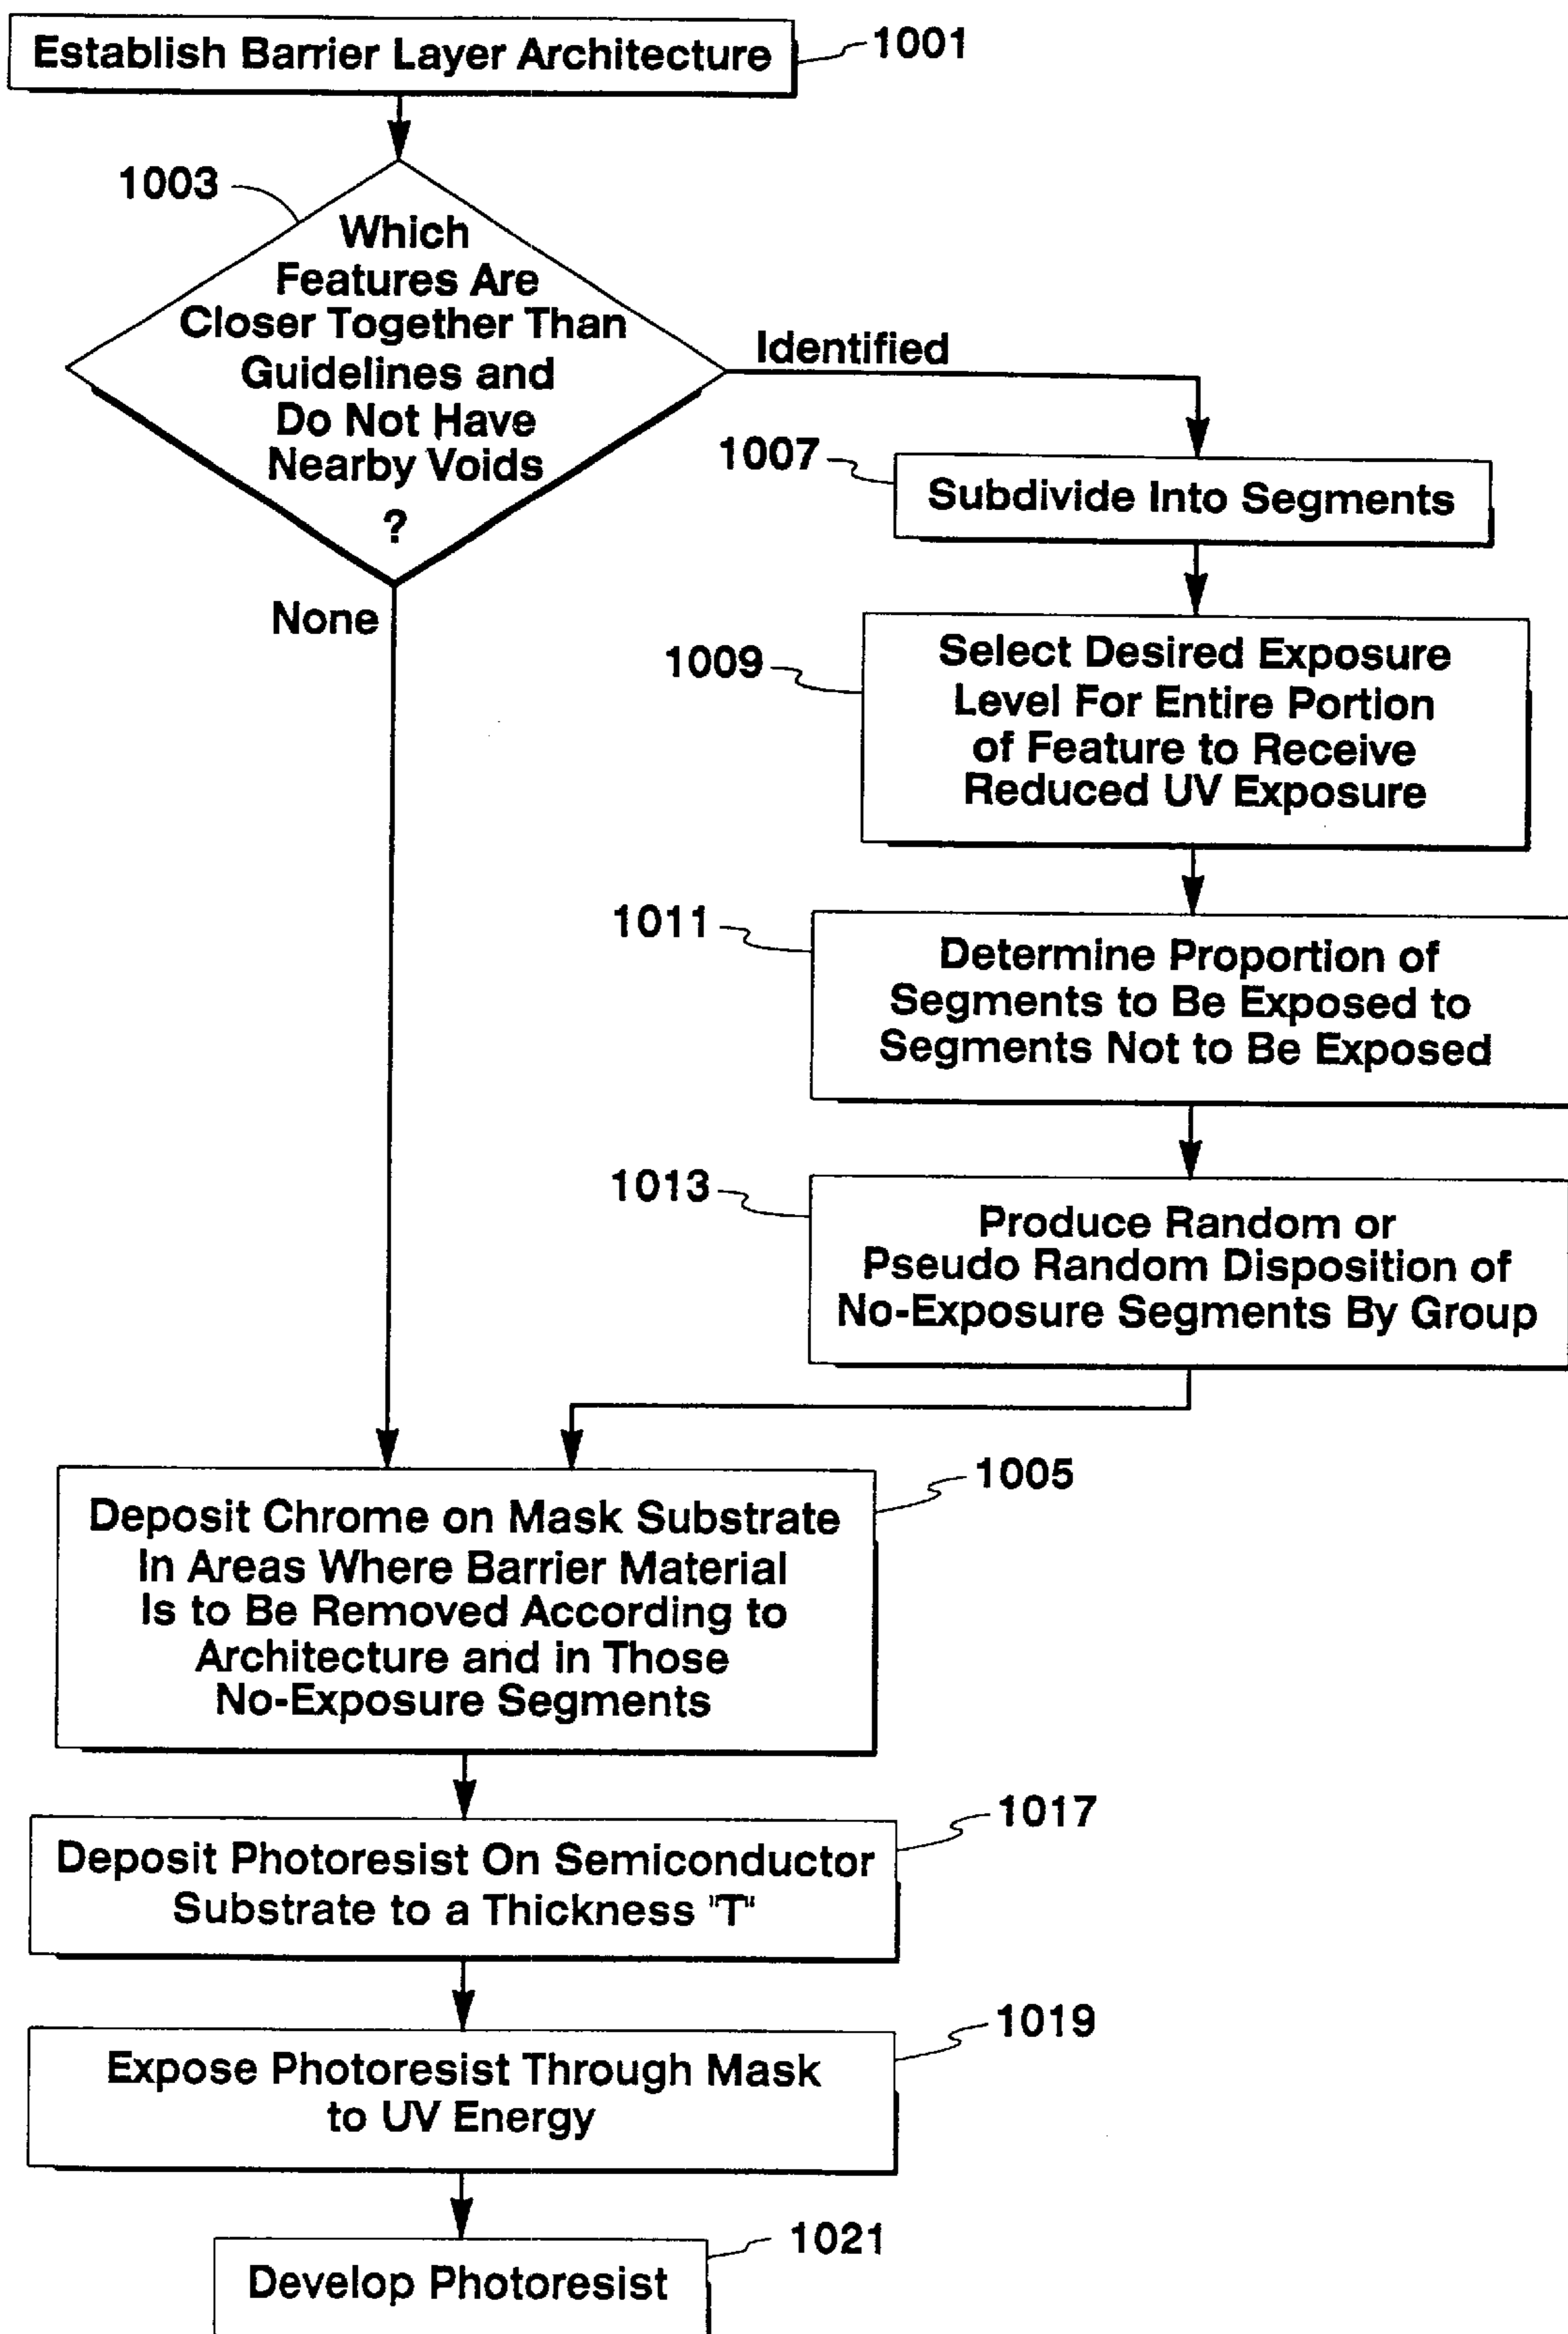 Establish Barrier Layer Architecture
1001
1003
Which
Features Are
Closer Together Than
Guidelines and
Do Not Have
Nearby Voids
?
Identified
None
1007
Subdivide Into Segments
1009
Select Desired Exposure
Level For Entire Portion
of Feature to Receive
Reduced UV Exposure
1011
Determine Proportion of
Segments to Be Exposed to
Segments Not to Be Exposed
1013
Produce Random or
Pseudo Random Disposition of
No-Exposure Segments By Group
1005
Deposit Chrome on Mask Substrate
In Areas Where Barrier Material
Is to Be Removed According to
Architecture and in Those
No-Exposure Segments
1017
Deposit Photoresist On Semiconductor
Substrate to a Thickness "T"
1019
Expose Photoresist Through Mask
to UV Energy
1021
Develop Photoresist